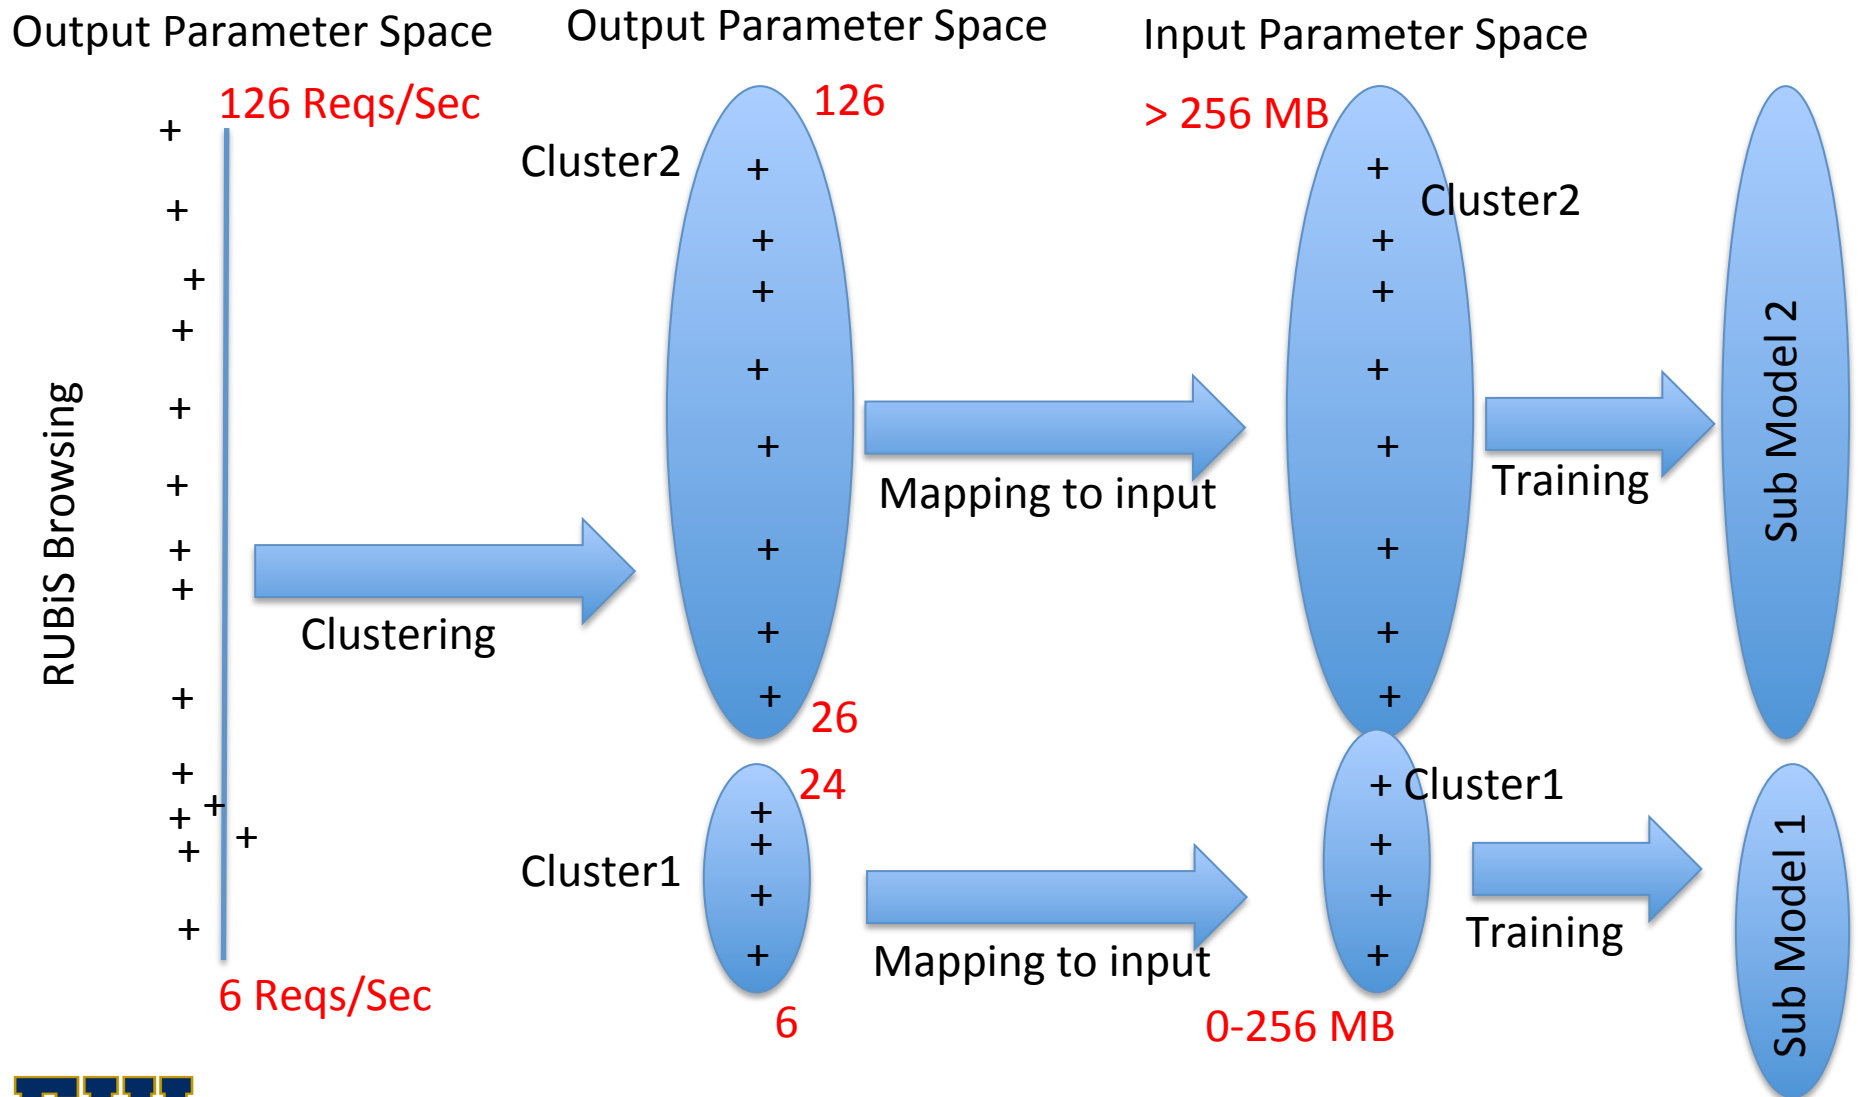 Output Parameter Space
Output Parameter Space
Input Parameter Space
126 Reqs/Sec
126
> 256 MB
Cluster2
Cluster2
RUBiS Browsing
Clustering
Mapping to input
Training
Sub Model 2
26
24
Cluster1
Cluster1
Mapping to input
Training
Sub Model 1
6 Reqs/Sec
6
0-256 MB